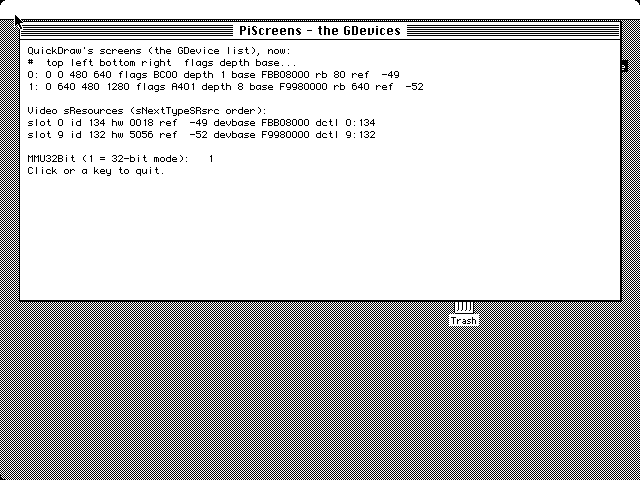 PiScreens - the GDevices
QuickDraw's screens (the GDevice list), now:
# top left bottom right flags depth base...
0: 0 0 480 640 flags BC00 depth 1 base FBB08000 rb 80 ref -49
1: 0 640 480 1280 flags A401 depth 8 base F9980000 rb 640 ref -52
Video sResources (sNextTypeSRsrc order):
slot 0 id 134 hw 0018 ref -49 devbase FBB08000 dctl 0:134
slot 9 id 132 hw 5056 ref -52 devbase F9980000 dctl 9:132
MMU32Bit (1 = 32-bit mode): 1
Click or a key to quit.
Trash